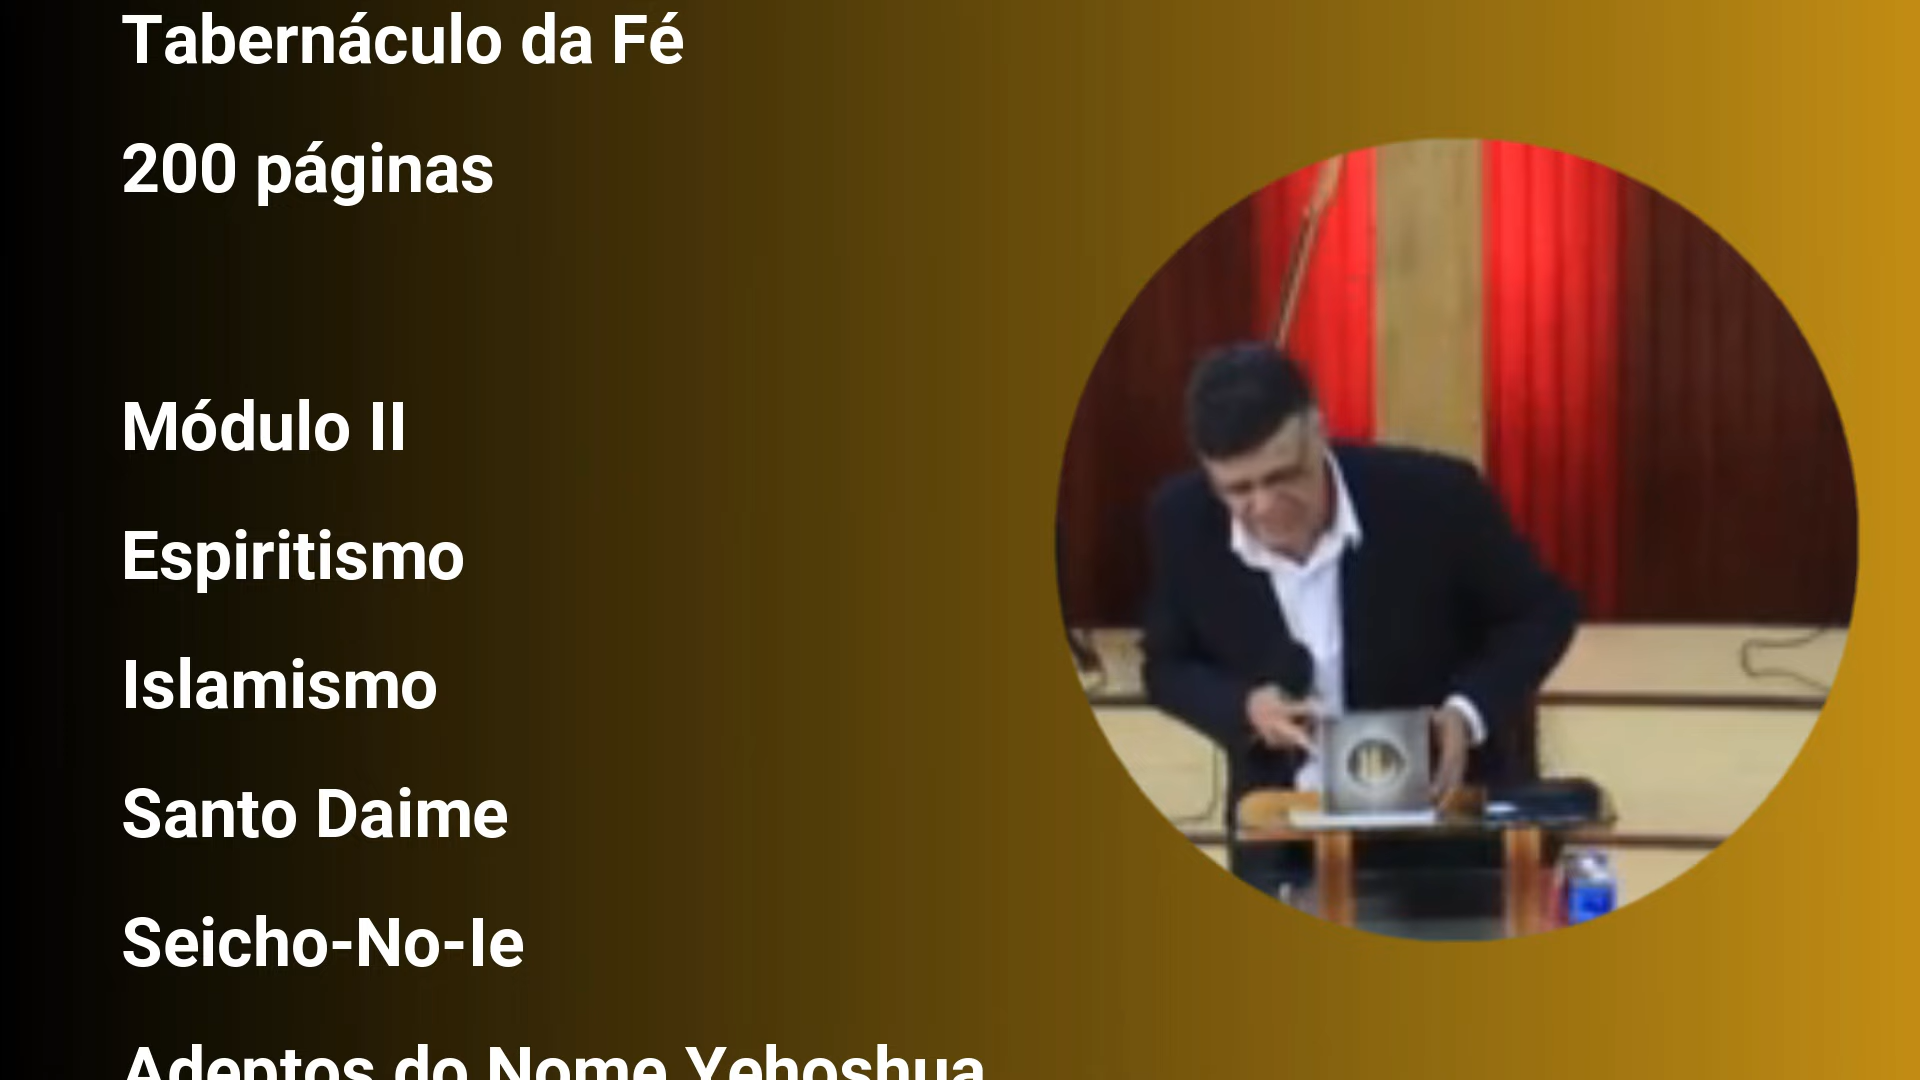 Tabernáculo da Fé
200 páginas
Módulo II
Espiritismo
Islamismo
Santo Daime
Seicho-No-Ie
Adeptos do Nome Yehoshua